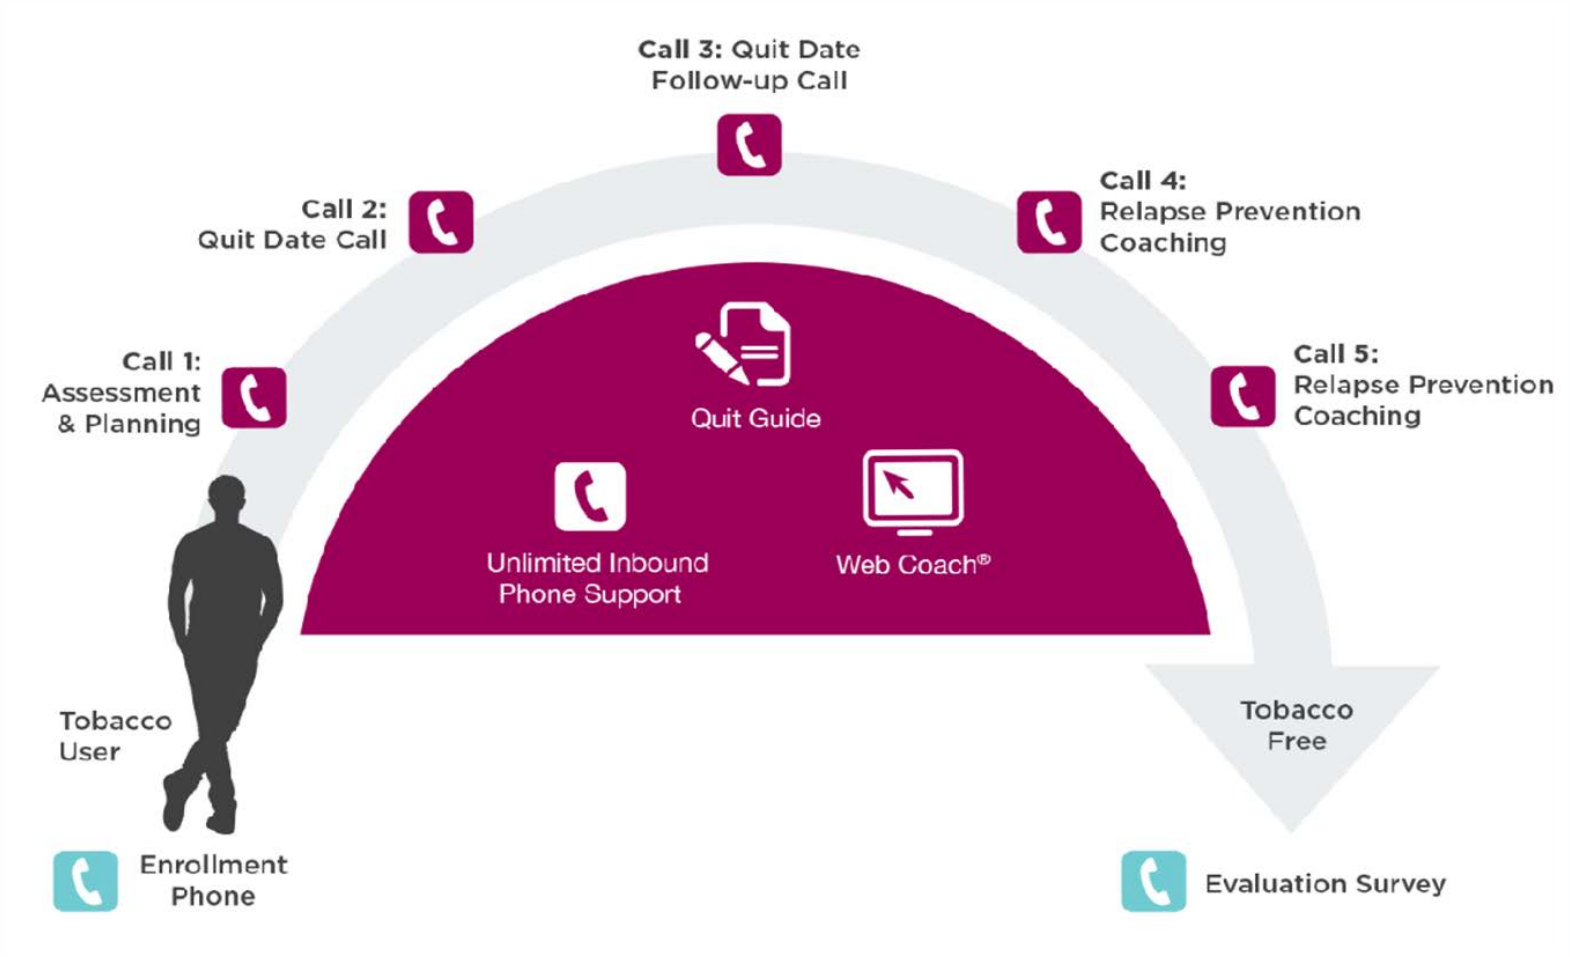 Call 3: Quit Date
Follow-up Call
Call 4:
Relapse Prevention
Coaching
Call 2:
Quit Date Call
Call 1:
Assessment
& Planning
Call 5:
Relapse Prevention
Coaching
Quit Guide
Unlimited Inbound
Phone Support
Web Coach®
Tobacco
User
Tobacco
Free
Enrollment
Phone
Evaluation Survey